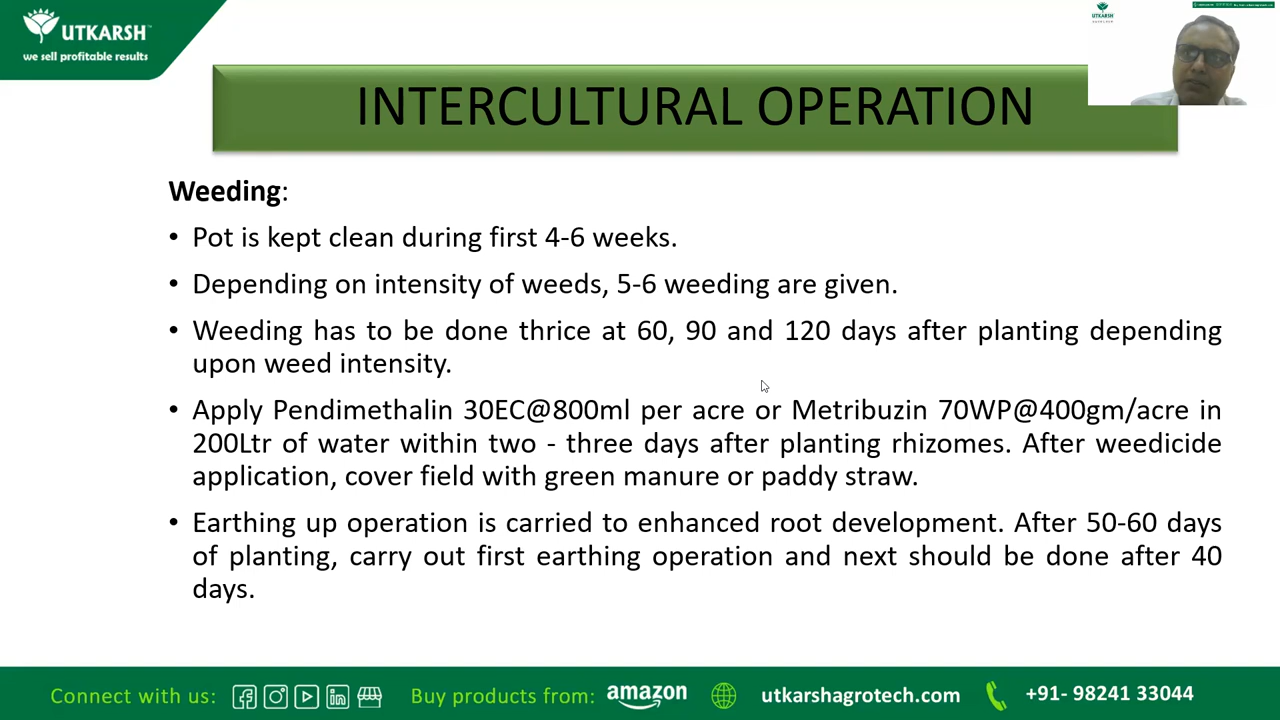 UTKARSH™
we sell profitable results
UTKARSH
INTERCULTURAL OPERATION
Weeding:
• Pot is kept clean during first 4-6 weeks.
• Depending on intensity of weeds, 5-6 weeding are given.
• Weeding has to be done thrice at 60, 90 and 120 days after planting depending
upon weed intensity.
• Apply Pendimethalin 30EC@800ml per acre or Metribuzin 70WP@400gm/acre in
200Ltr of water within two - three days after planting rhizomes. After weedicide
application, cover field with green manure or paddy straw.
• Earthing up operation is carried to enhanced root development. After 50-60 days
of planting, carry out first earthing operation and next should be done after 40
days.
Connect with us:
Buy products from: amazon
utkarshagrotech.com
+91- 98241 33044